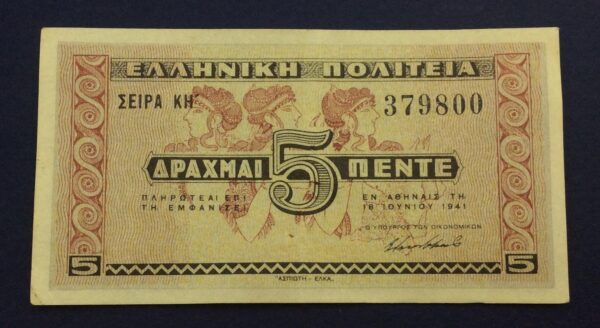 ΕΛΛΗΝΙΚΗ ΠΟΛΙΤΕΙΑ
ΣΕΙΡΑ ΚΗ 379800
ΔΡΑΧΜΑΙ 5 ΠΕΝΤΕ
ΠΛΗΡΩΤΕΑΙ ΕΠΙ
ΤΗ ΕΜΦΑΝΙΣΕΙ
ΕΝ ΑΘΗΝΑΙΣ ΤΗ
18 ΙΟΥΝΙΟΥ 1941
Ο ΥΠΟΥΡΓΟΣ ΤΩΝ ΟΙΚΟΝΟΜΙΚΩΝ
5 5
"ΑΣΠΙΩΤΗ - ΕΛΚΑ.